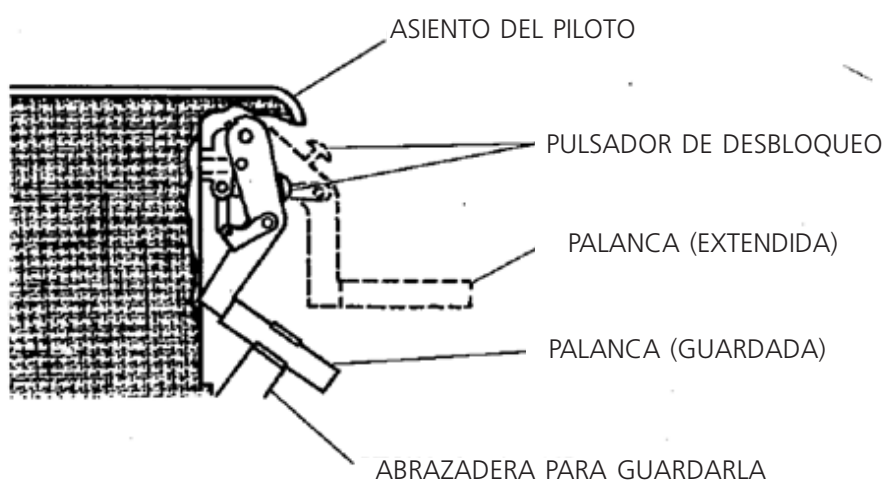 ASIENTO DEL PILOTO
PULSADOR DE DESBLOQUEO
PALANCA (EXTENDIDA)
PALANCA (GUARDADA)
ABRAZADERA PARA GUARDARLA